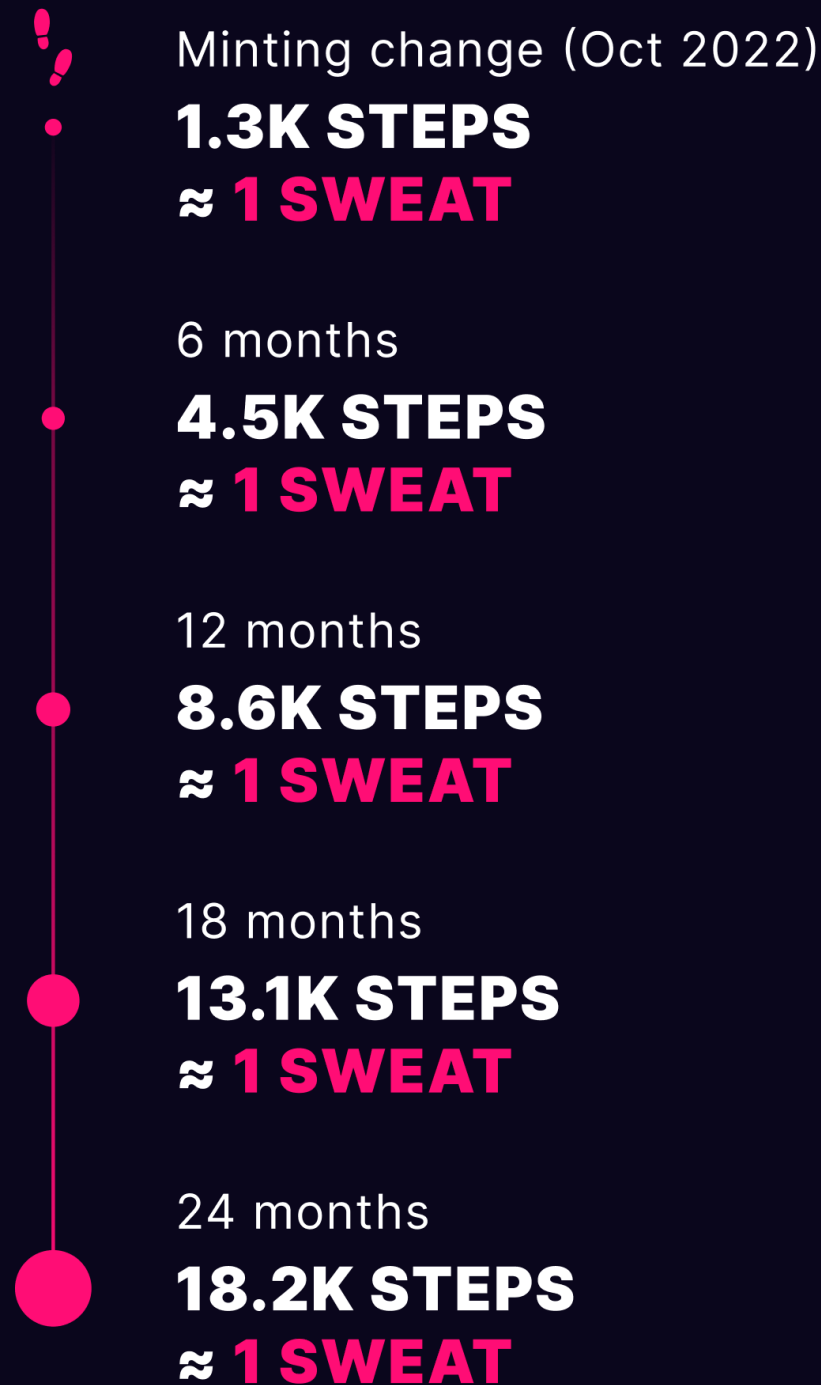 Minting change (Oct 2022)
1.3K STEPS
≈ 1 SWEAT
6 months
4.5K STEPS
≈ 1 SWEAT
12 months
8.6K STEPS
≈ 1 SWEAT
18 months
13.1K STEPS
≈ 1 SWEAT
24 months
18.2K STEPS
≈ 1 SWEAT